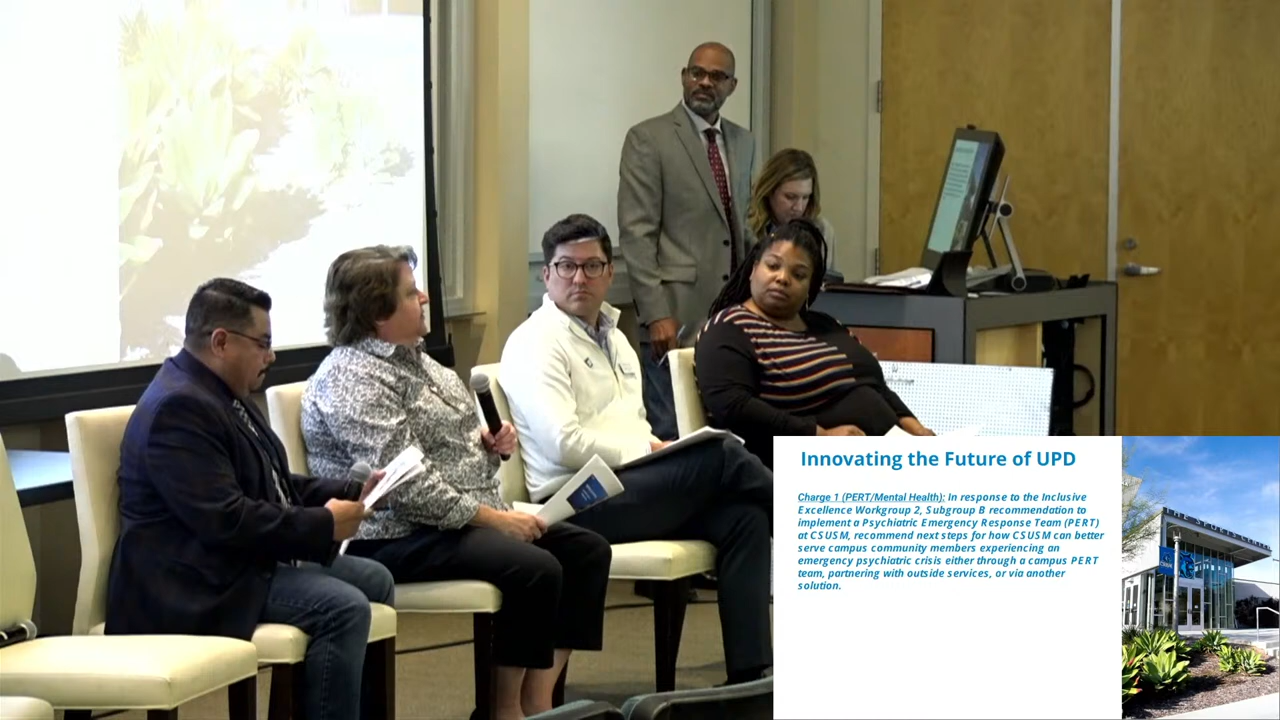 Innovating the Future of UPD
Charge 1 (PERT/Mental Health): In response to the Inclusive
Excellence Workgroup 2, Subgroup B recommendation to
implement a Psychiatric Emergency Response Team (PERT)
at CSUSM, recommend next steps for how CSUSM can better
serve campus community members experiencing an
emergency psychiatric crisis either through a campus PERT
team, partnering with outside services, or via another
solution.